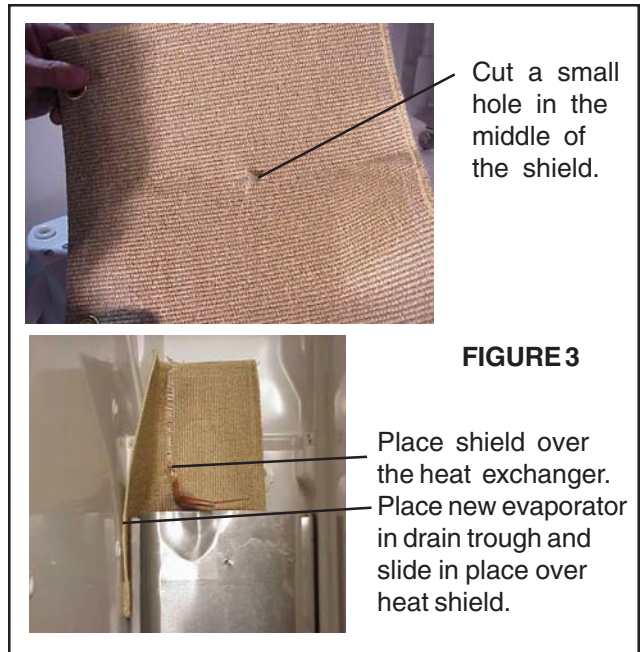 Cut a small
hole in the
middle of
the shield.
FIGURE 3
Place shield over
the heat exchanger.
Place new evaporator
in drain trough and
slide in place over
heat shield.